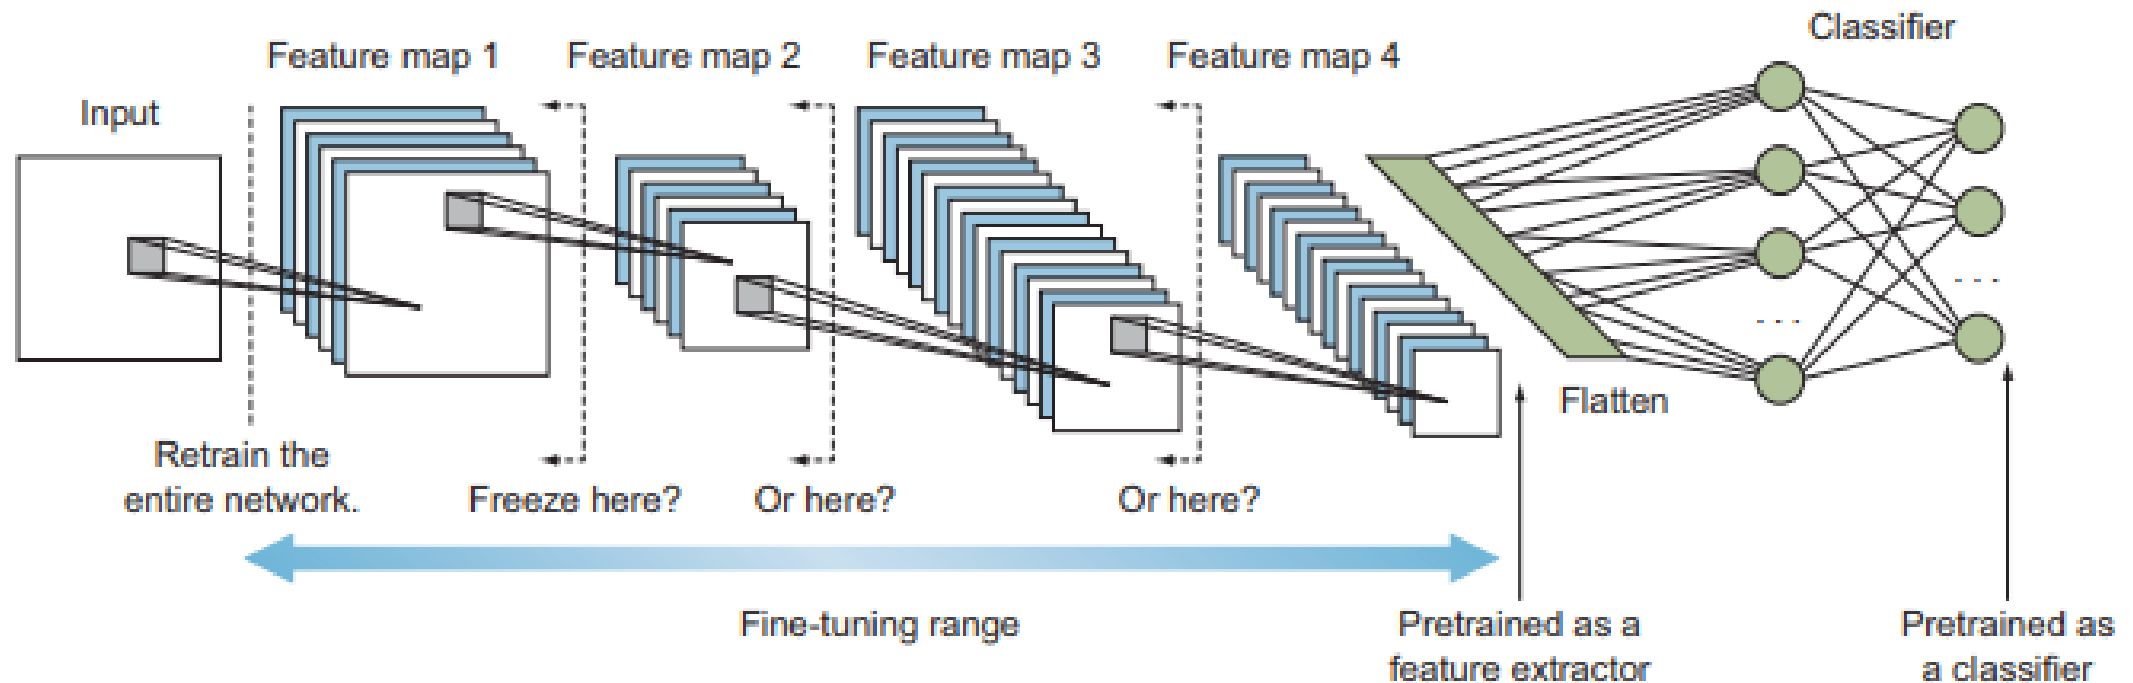 Classifier
Feature map 1
Feature map 2
Feature map 3
Feature map 4
Input
. . .
. . .
Flatten
Retrain the
entire network.
Freeze here?
Or here?
Or here?
Fine-tuning range
Pretrained as a
feature extractor
Pretrained as
a classifier